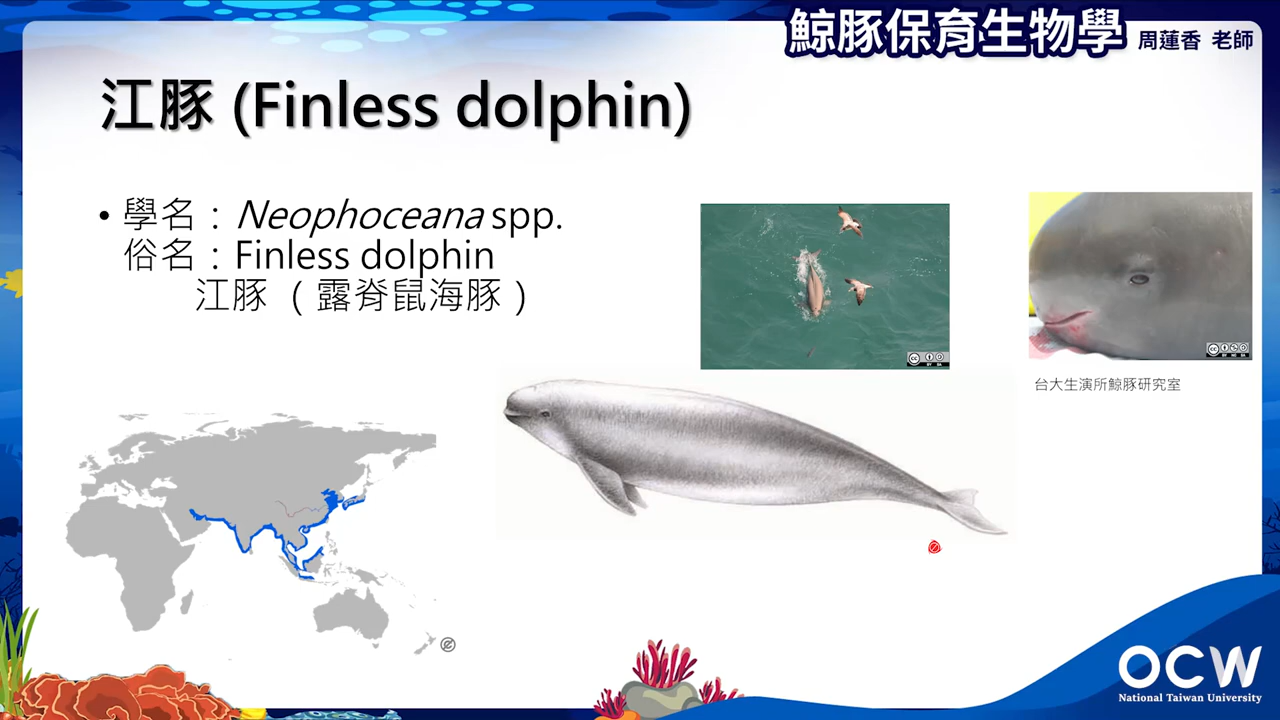 鯨豚保育生物學 周蓮香 老師
江豚 (Finless dolphin)
• 學名：Neophoceana spp.
俗名：Finless dolphin
江豚 （露脊鼠海豚）
台大生演所鯨豚研究室
OCW
National Taiwan University